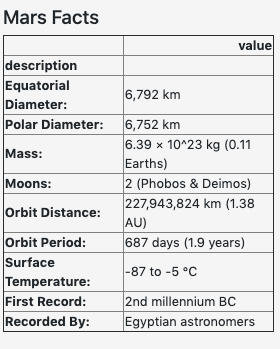 Mars Facts
value
description
Equatorial
Diameter:
6,792 km
Polar Diameter: 6,752 km
Mass:
6.39 × 10^23 kg (0.11
Earths)
Moons: 2 (Phobos & Deimos)
Orbit Distance:
227,943,824 km (1.38
AU)
Orbit Period: 687 days (1.9 years)
Surface
Temperature:
-87 to -5 °C
First Record: 2nd millennium BC
Recorded By: Egyptian astronomers